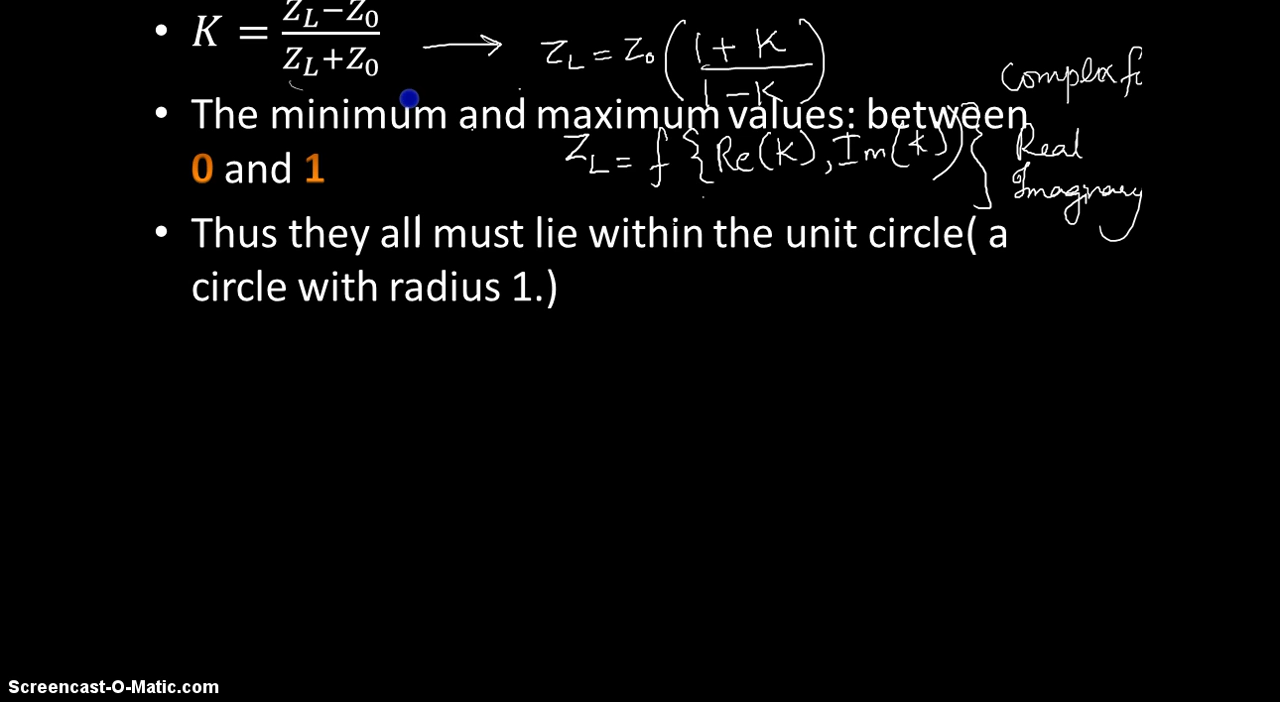 • K = (Z_L−Z_0)/(Z_L+Z_0) → Z_L = Z_0 ((1 + K)/(1 − K))
Complex f
• The minimum and maximum values: between
0 and 1
Z_L = f {Re(K), Im(K)} } Real
Imaginary
• Thus they all must lie within the unit circle( a
circle with radius 1.)
Screencast-O-Matic.com